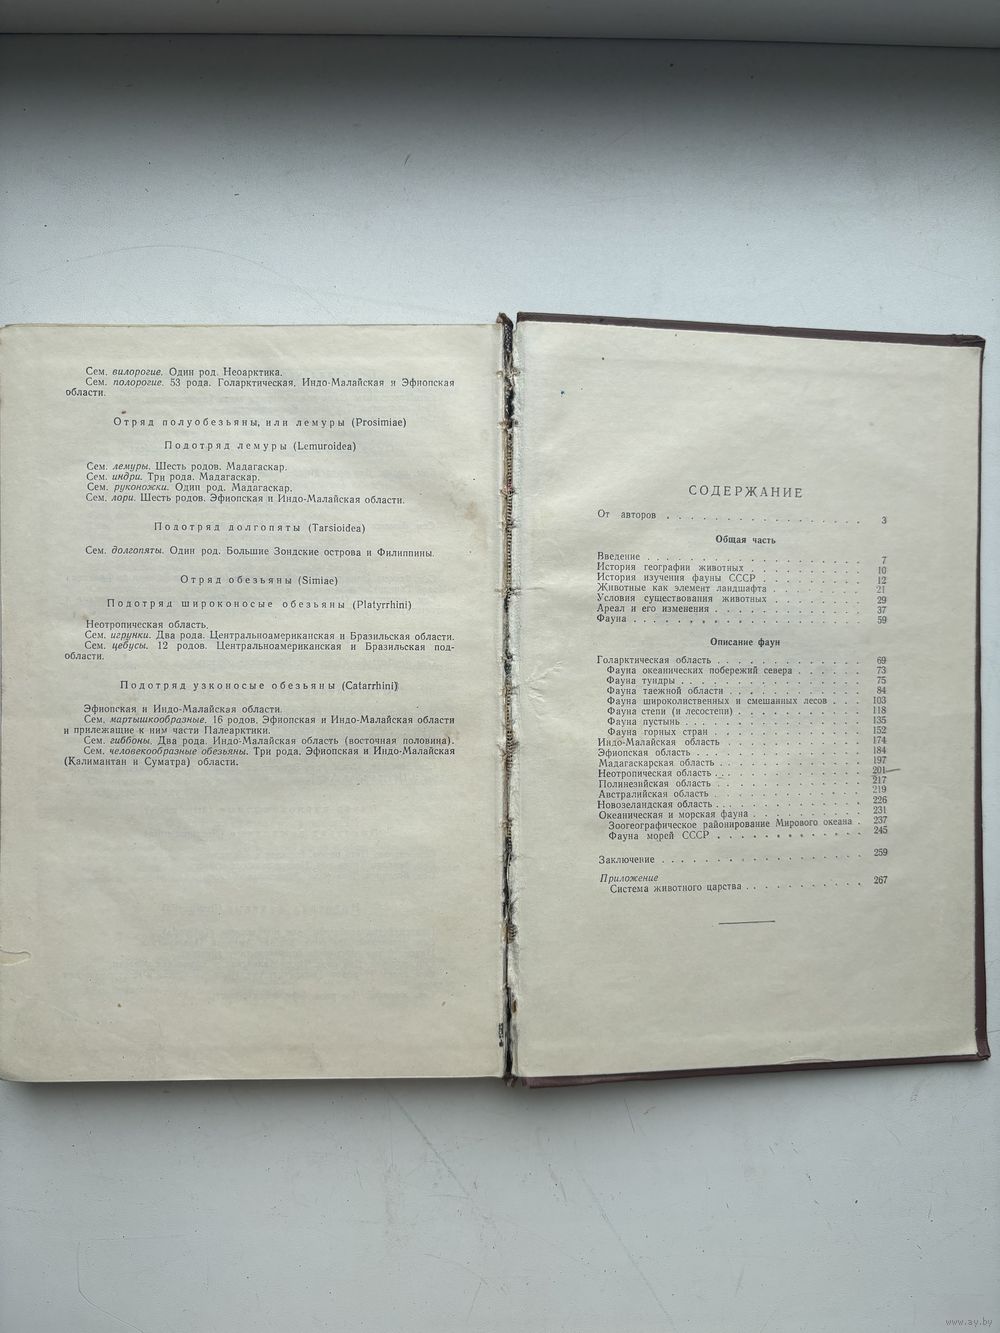 Сем. вилорогие. Один род. Неоарктика.
Сем. полорогие. 53 рода. Голарктическая, Индо-Малайская и Эфиопская
области.
Отряд полуобезьяны, или лемуры (Prosimiae)
Подотряд лемуры (Lemuroidea)
Сем. лемуры. Шесть родов. Мадагаскар.
Сем. индри. Три рода. Мадагаскар.
Сем. руконожки. Один род. Мадагаскар.
Сем. лори. Шесть родов. Эфиопская и Индо-Малайская области.
Подотряд долгопяты (Tarsioidea)
Сем. долгопяты. Один род. Большие Зондские острова и Филиппины.
Отряд обезьяны (Simiae)
Подотряд широконосые обезьяны (Platyrrhini)
Неотропическая область.
Сем. игрунки. Два рода. Центральноамериканская и Бразильская области.
Сем. цебусы. 12 родов. Центральноамериканская и Бразильская под-
области.
Подотряд узконосые обезьяны (Catarrhini)
Эфиопская и Индо-Малайская области.
Сем. мартышкообразные. 16 родов. Эфиопская и Индо-Малайская области
и прилежащие к ним части Палеарктики.
Сем. гиббоны. Два рода. Индо-Малайская область (восточная половина).
Сем. человекообразные обезьяны. Три рода. Эфиопская и Индо-Малайская
(Калимантан и Суматра) области.
СОДЕРЖАНИЕ
От авторов . . . . . . . . . . . . . . . . . 3
Общая часть
Введение . . . . . . . . . . . . . . . . . . 7
История географии животных . . . . . . . . . . 10
История изучения фауны СССР . . . . . . . . . 12
Животные как элемент ландшафта . . . . . . . . 21
Условия существования животных . . . . . . . . 29
Ареал и его изменения . . . . . . . . . . . . . 37
Фауна . . . . . . . . . . . . . . . . . . . . 59
Описание фаун
Голарктическая область . . . . . . . . . . . . 69
Фауна океанических побережий севера . . . . . . 73
Фауна тундры . . . . . . . . . . . . . . . . 75
Фауна таежной области . . . . . . . . . . . . 84
Фауна широколиственных и смешанных лесов . . . 103
Фауна степи (и лесостепи) . . . . . . . . . . . 118
Фауна пустынь . . . . . . . . . . . . . . . . 135
Фауна горных стран . . . . . . . . . . . . . 152
Индо-Малайская область . . . . . . . . . . . . 174
Эфиопская область . . . . . . . . . . . . . . 184
Мадагаскарская область . . . . . . . . . . . . 197
Неотропическая область . . . . . . . . . . . . 201
Полинезийская область . . . . . . . . . . . . 217
Австралийская область . . . . . . . . . . . . 219
Новозеландская область . . . . . . . . . . . . 226
Океаническая и морская фауна . . . . . . . . . 231
Зоогеографическое районирование Мирового океана . 237
Фауна морей СССР . . . . . . . . . . . . . . 245
Заключение . . . . . . . . . . . . . . . . . 259
Приложение
Система животного царства . . . . . . . . . . 267
www.ay.by